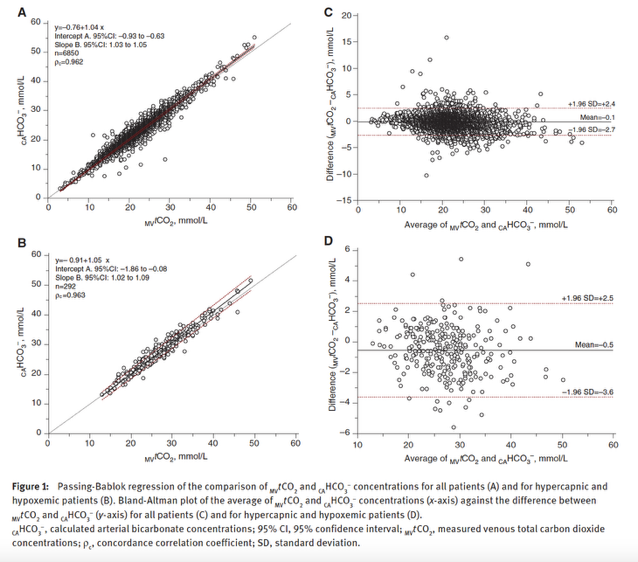 A
60
50
40
30
20
10
0
y=−0.76+1.04 x
Intercept A. 95%CI: −0.93 to −0.63
Slope B. 95%CI: 1.03 to 1.05
n=6850
ρc=0.962
CAHCO3−, mmol/L
0 10 20 30 40 50 60
MVtCO2, mmol/L
C
20
15
10
5
0
−5
−10
−15
Difference (MVtCO2 −CAHCO3−), mmol/L
+1.96 SD=+2.4
Mean=−0.1
−1.96 SD=−2.7
0 10 20 30 40 50 60
Average of MVtCO2 and CAHCO3−, mmol/L
B
60
50
40
30
20
10
0
y=−0.91+1.05 x
Intercept A. 95%CI: −1.86 to −0.08
Slope B. 95%CI: 1.02 to 1.09
n=292
ρc=0.963
CAHCO3−, mmol/L
0 10 20 30 40 50 60
MVtCO2, mmol/L
D
6
4
2
0
−2
−4
−6
Difference (MVtCO2 −CAHCO3−), mmol/L
+1.96 SD=+2.5
Mean=−0.5
−1.96 SD=−3.6
10 20 30 40 50 60
Average of MVtCO2 and CAHCO3−, mmol/L
Figure 1: Passing-Bablok regression of the comparison of MVtCO2 and CAHCO3− concentrations for all patients (A) and for hypercapnic and
hypoxemic patients (B). Bland-Altman plot of the average of MVtCO2 and CAHCO3− concentrations (x-axis) against the difference between
MVtCO2 and CAHCO3− (y-axis) for all patients (C) and for hypercapnic and hypoxemic patients (D).
CAHCO3−, calculated arterial bicarbonate concentrations; 95% CI, 95% confidence interval; MVtCO2, measured venous total carbon dioxide
concentrations; ρc, concordance correlation coefficient; SD, standard deviation.